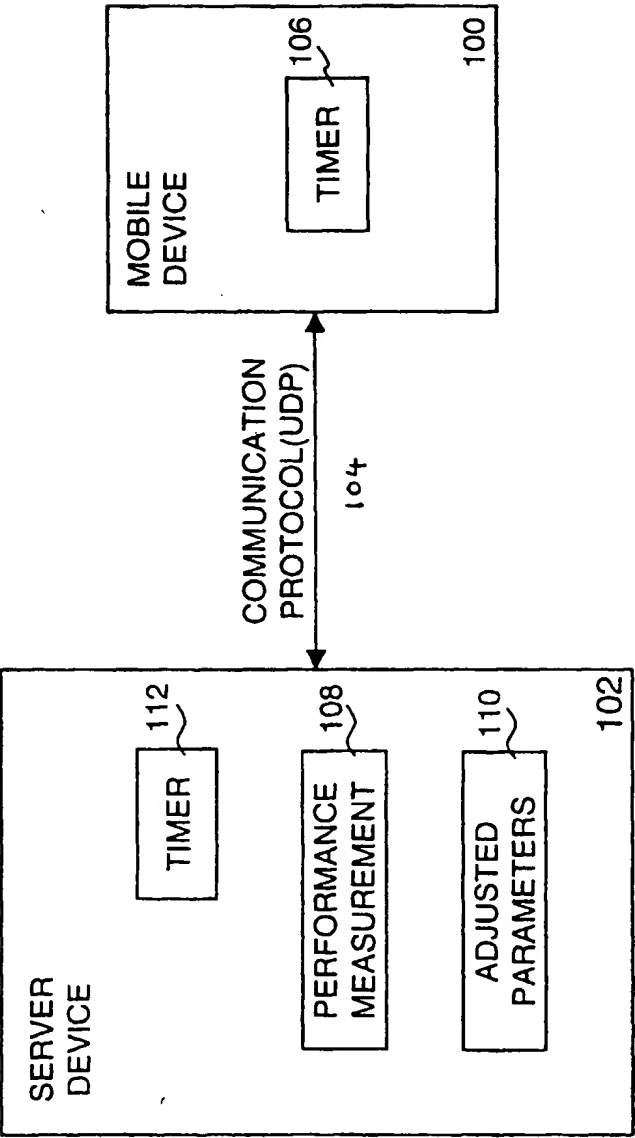 SERVER
DEVICE
TIMER
112
PERFORMANCE
MEASUREMENT
108
ADJUSTED
PARAMETERS
110
102
COMMUNICATION
PROTOCOL(UDP)
104
MOBILE
DEVICE
TIMER
106
100